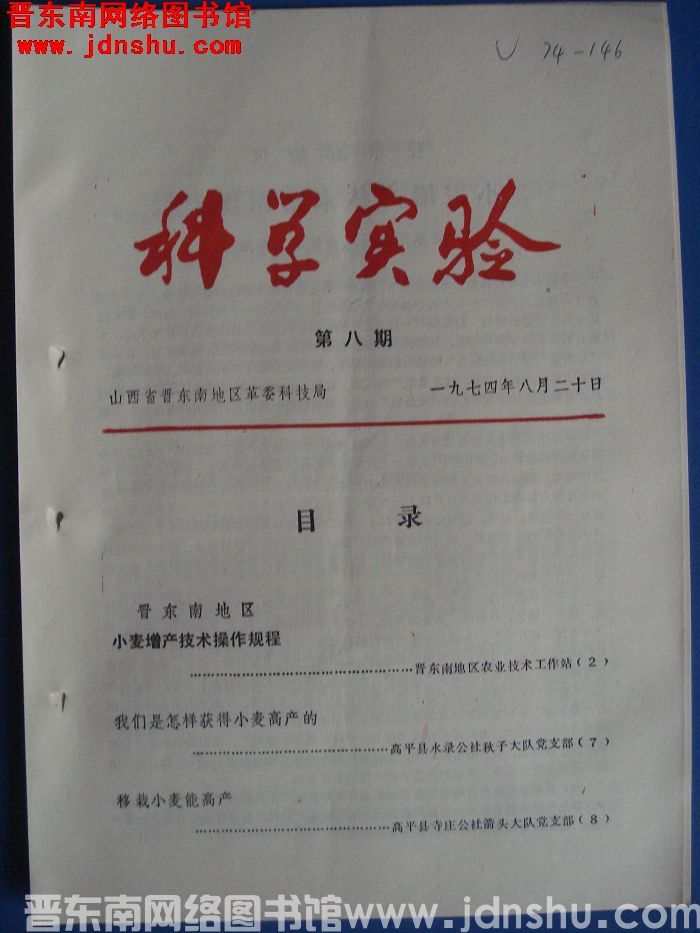 晋东南网络图书馆
www.jdnshu.com
74-146
科学实验
第八期
山西省晋东南地区革委科技局 一九七四年八月二十日
目 录
晋东南地区
小麦增产技术操作规程
晋东南地区农业技术工作站(2)
我们是怎样获得小麦高产的
高平县水录公社秋子大队党支部(7)
移栽小麦能高产
高平县寺庄公社箭头大队党支部(8)
晋东南网络图书馆www.jdnshu.com